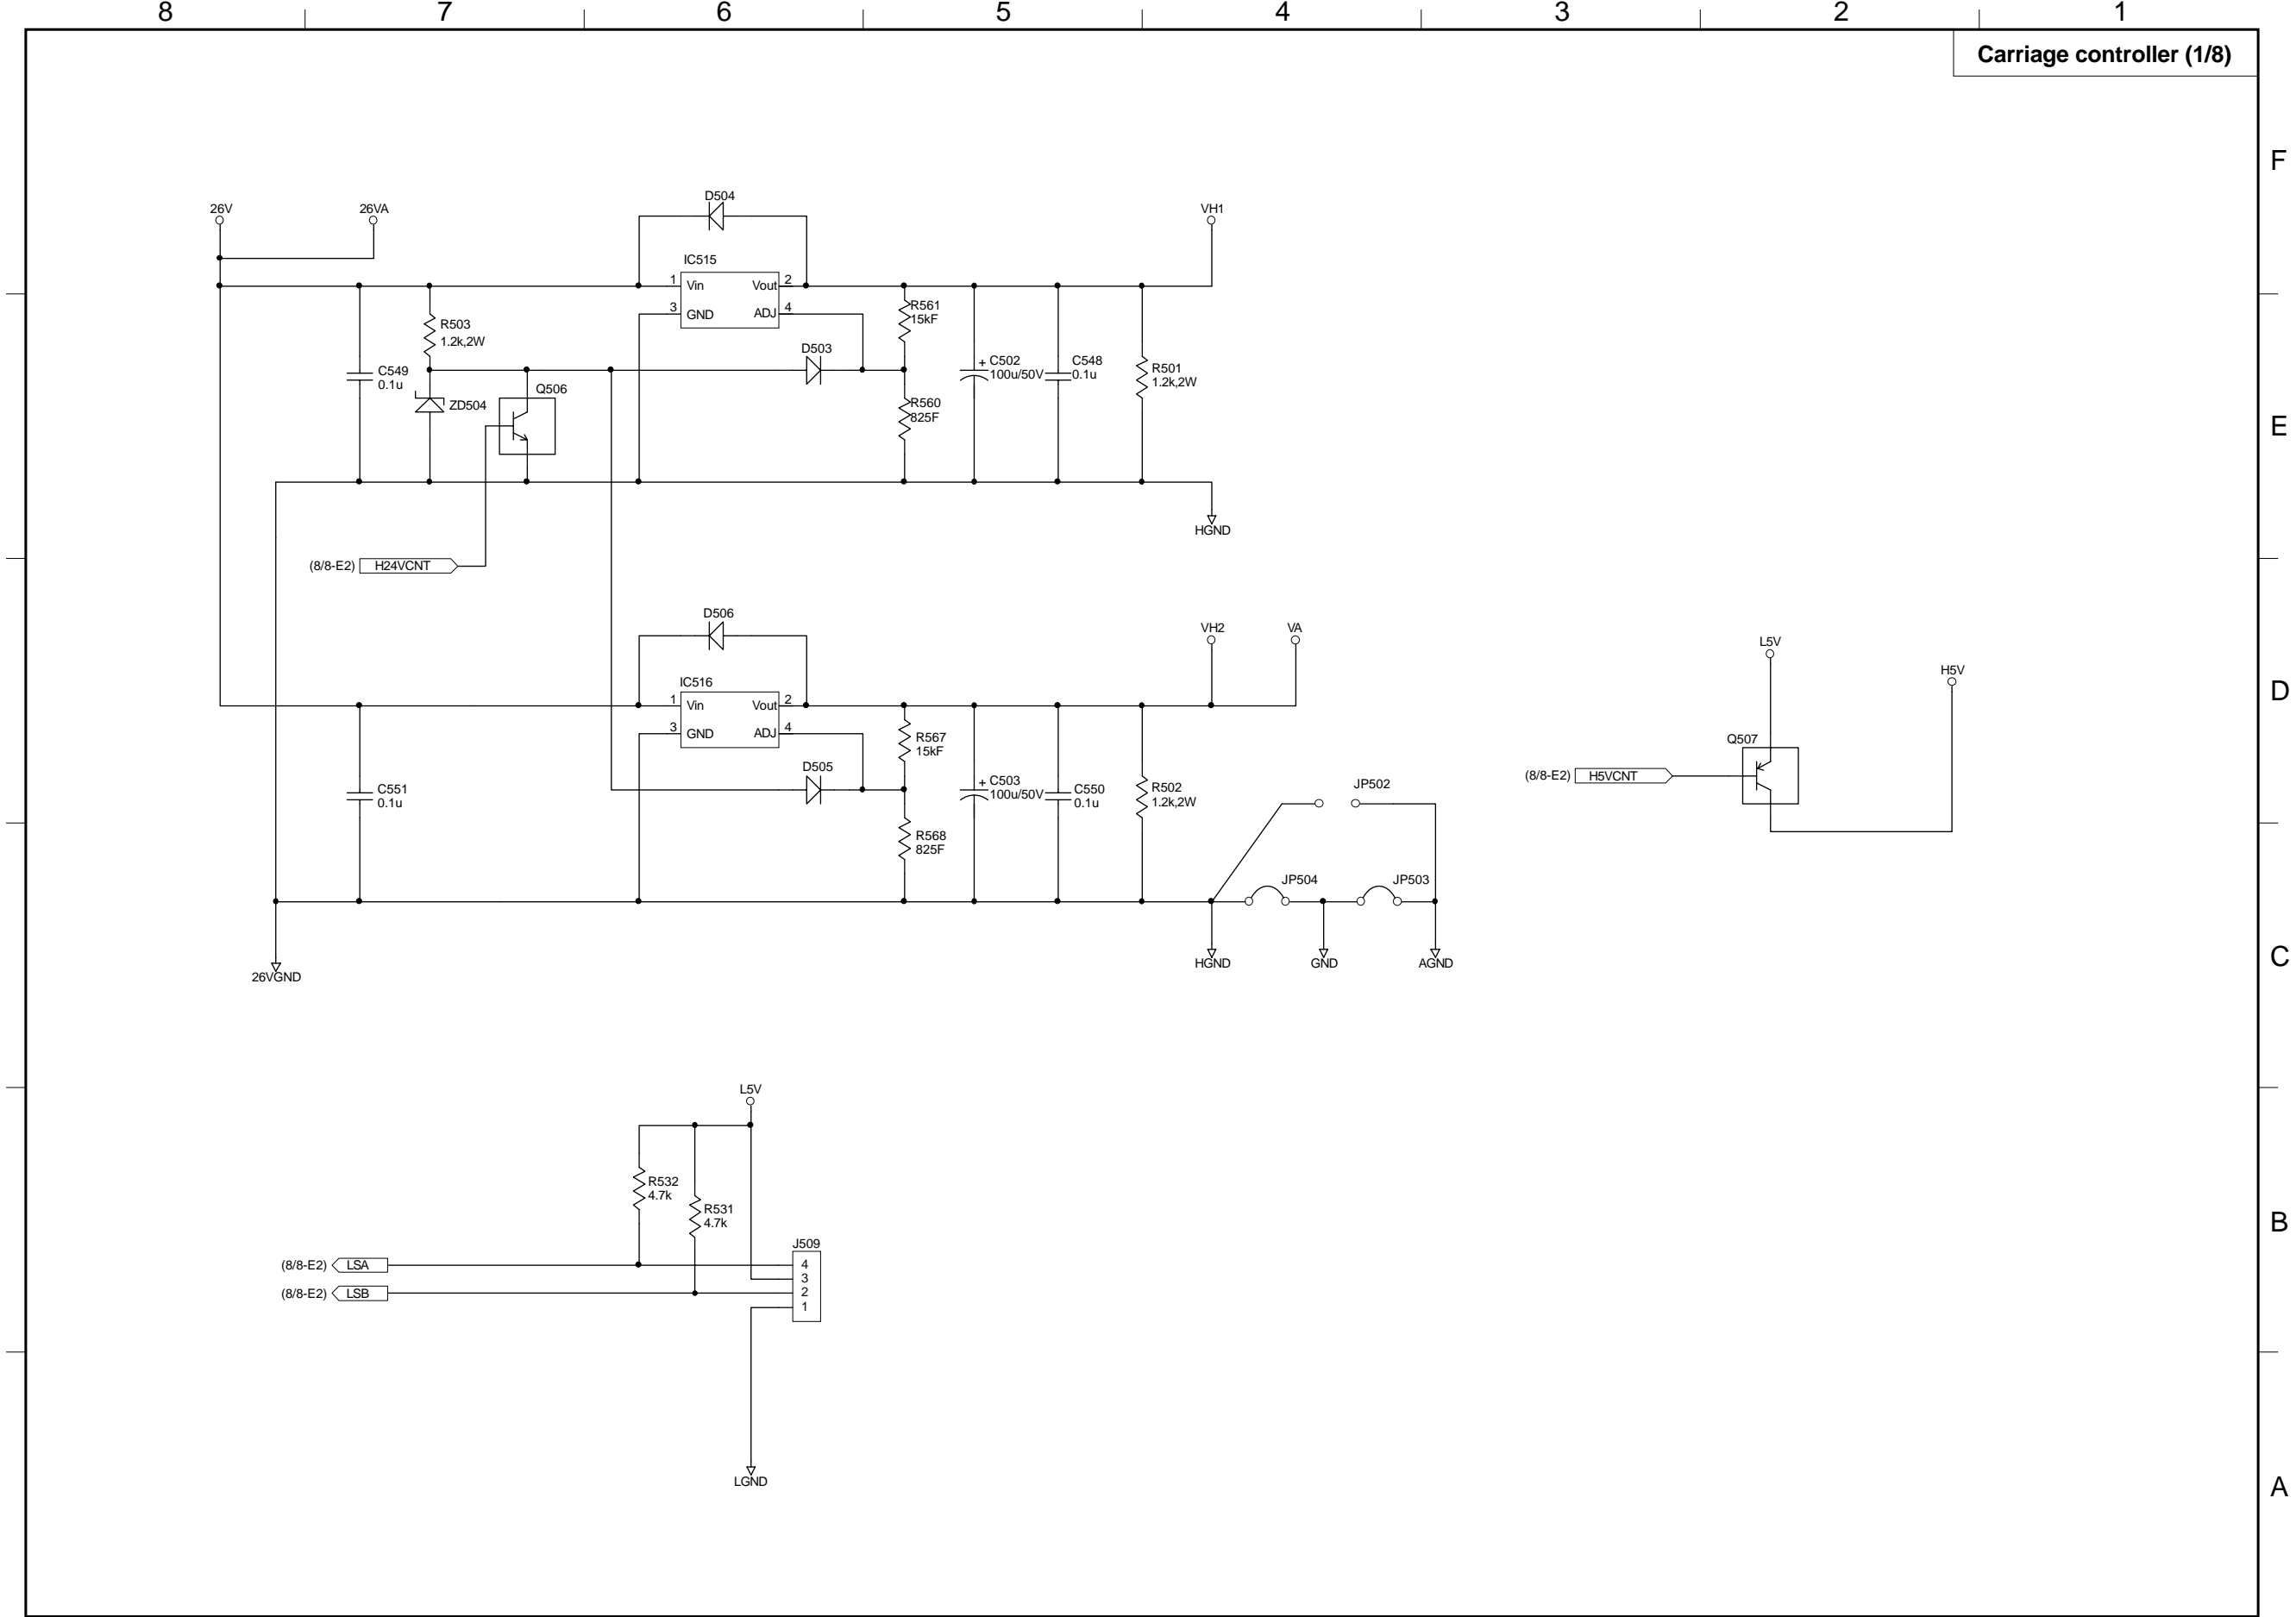 8 7 6 5 4 3 2 1
Carriage controller (1/8)
F
D504
26V 26VA VH1
IC515
1 Vin Vout 2
3 GND ADJ 4
R561
15kF
R503
1.2k,2W
D503
C549
0.1u
+ C502
100u/50V
C548
0.1u
R501
1.2k,2W
Q506
ZD504
R560
825F
E
HGND
(8/8-E2) H24VCNT
D506
VH2 VA
L5V
H5V
IC516
1 Vin Vout 2
3 GND ADJ 4
D
R567
15kF
Q507
D505
(8/8-E2) H5VCNT
C551
0.1u
+ C503
100u/50V
C550
0.1u
R502
1.2k,2W
JP502
R568
825F
JP504 JP503
HGND GND AGND
C
26VGND
L5V
R532
4.7k
R531
4.7k
B
J509
(8/8-E2) LSA 4
3
(8/8-E2) LSB 2
1
LGND
A